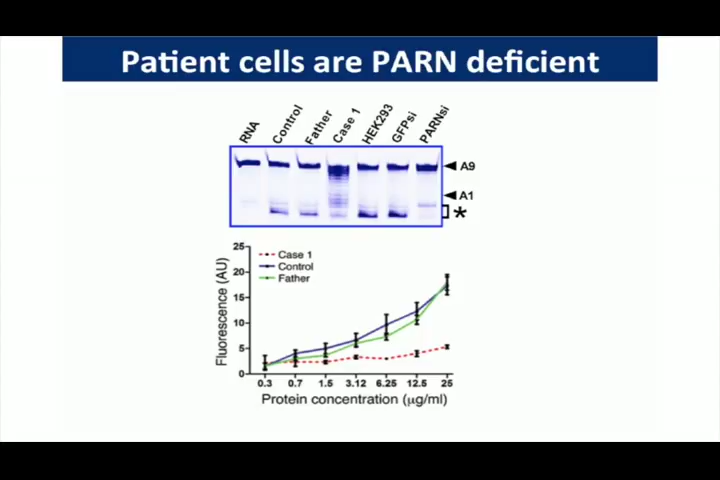 Patient cells are PARN deficient
RNA Control Father Case 1 HEK293 GFPsi PARNsi
A9
A1
*
25
20
15
10
5
0
Fluorescence (AU)
Case 1
Control
Father
0.3 0.7 1.5 3.12 6.25 12.5 25
Protein concentration (µg/ml)